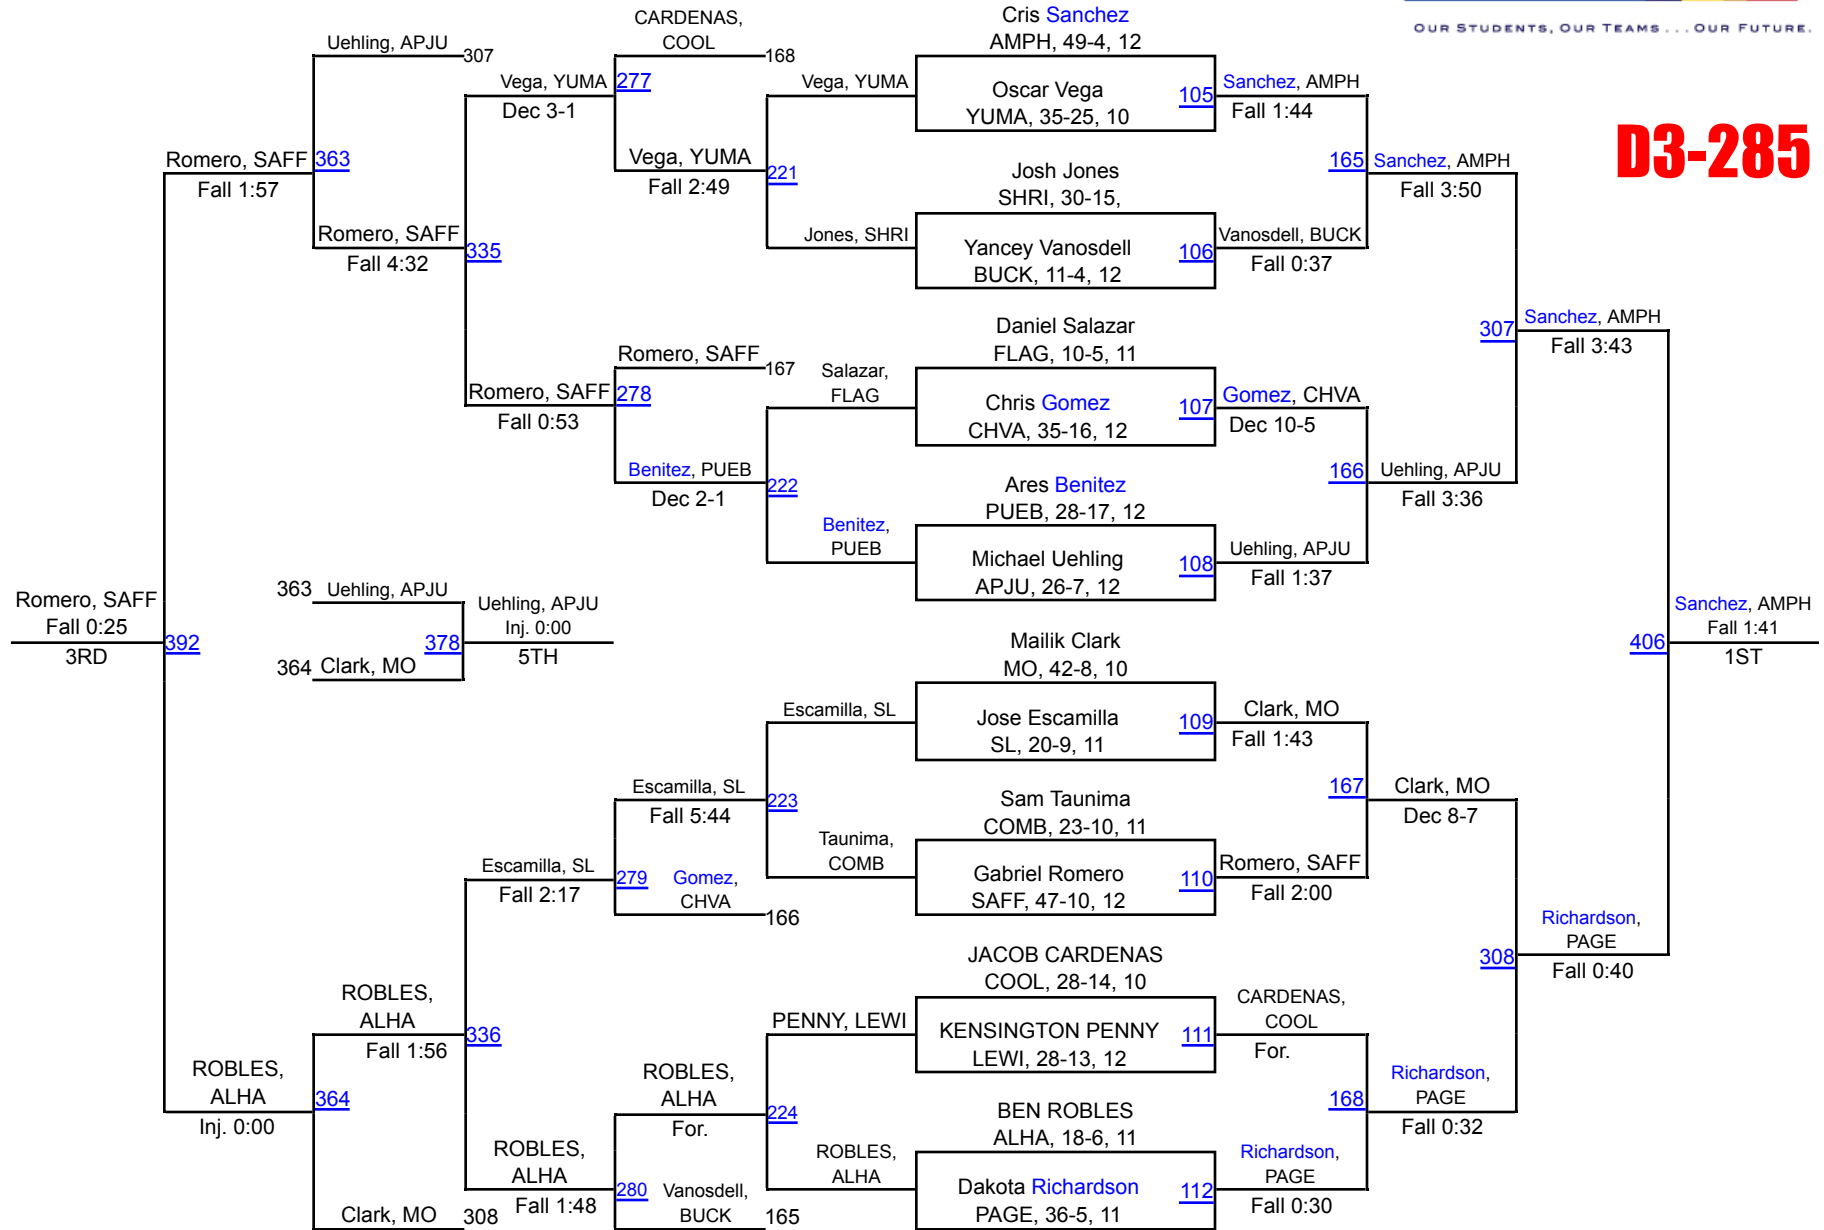 OUR STUDENTS, OUR TEAMS . . . OUR FUTURE.
D3-285
Cris Sanchez
AMPH, 49-4, 12
Oscar Vega
YUMA, 35-25, 10
105
Josh Jones
SHRI, 30-15,
Yancey Vanosdell
BUCK, 11-4, 12
106
Daniel Salazar
FLAG, 10-5, 11
Chris Gomez
CHVA, 35-16, 12
107
Ares Benitez
PUEB, 28-17, 12
Michael Uehling
APJU, 26-7, 12
108
Mailik Clark
MO, 42-8, 10
Jose Escamilla
SL, 20-9, 11
109
Sam Taunima
COMB, 23-10, 11
Gabriel Romero
SAFF, 47-10, 12
110
JACOB CARDENAS
COOL, 28-14, 10
KENSINGTON PENNY
LEWI, 28-13, 12
111
BEN ROBLES
ALHA, 18-6, 11
Dakota Richardson
PAGE, 36-5, 11
112
Sanchez, AMPH
Fall 1:44
165
Vanosdell, BUCK
Fall 0:37
Gomez, CHVA
Dec 10-5
166
Uehling, APJU
Fall 1:37
Clark, MO
Fall 1:43
167
Romero, SAFF
Fall 2:00
CARDENAS,
COOL
For.
168
Richardson,
PAGE
Fall 0:30
Sanchez, AMPH
Fall 3:50
307
Uehling, APJU
Fall 3:36
Clark, MO
Dec 8-7
308
Richardson,
PAGE
Fall 0:32
Sanchez, AMPH
Fall 3:43
406
Richardson,
PAGE
Fall 0:40
Sanchez, AMPH
Fall 1:41
1ST
Vega, YUMA
221
Jones, SHRI
Salazar,
FLAG
222
Benitez,
PUEB
Escamilla, SL
223
Taunima,
COMB
PENNY, LEWI
224
ROBLES,
ALHA
CARDENAS,
COOL
168
277
Vega, YUMA
Fall 2:49
Romero, SAFF
167
278
Benitez, PUEB
Dec 2-1
Escamilla, SL
Fall 5:44
279
Gomez,
CHVA
166
ROBLES,
ALHA
For.
280
Vanosdell,
BUCK
165
Vega, YUMA
Dec 3-1
335
Romero, SAFF
Fall 0:53
Escamilla, SL
Fall 2:17
336
ROBLES,
ALHA
Fall 1:48
Uehling, APJU
307
363
Romero, SAFF
Fall 4:32
ROBLES,
ALHA
Fall 1:56
364
Clark, MO
308
Romero, SAFF
Fall 1:57
392
ROBLES,
ALHA
Inj. 0:00
Romero, SAFF
Fall 0:25
3RD
363
Uehling, APJU
378
364
Clark, MO
Uehling, APJU
Inj. 0:00
5TH